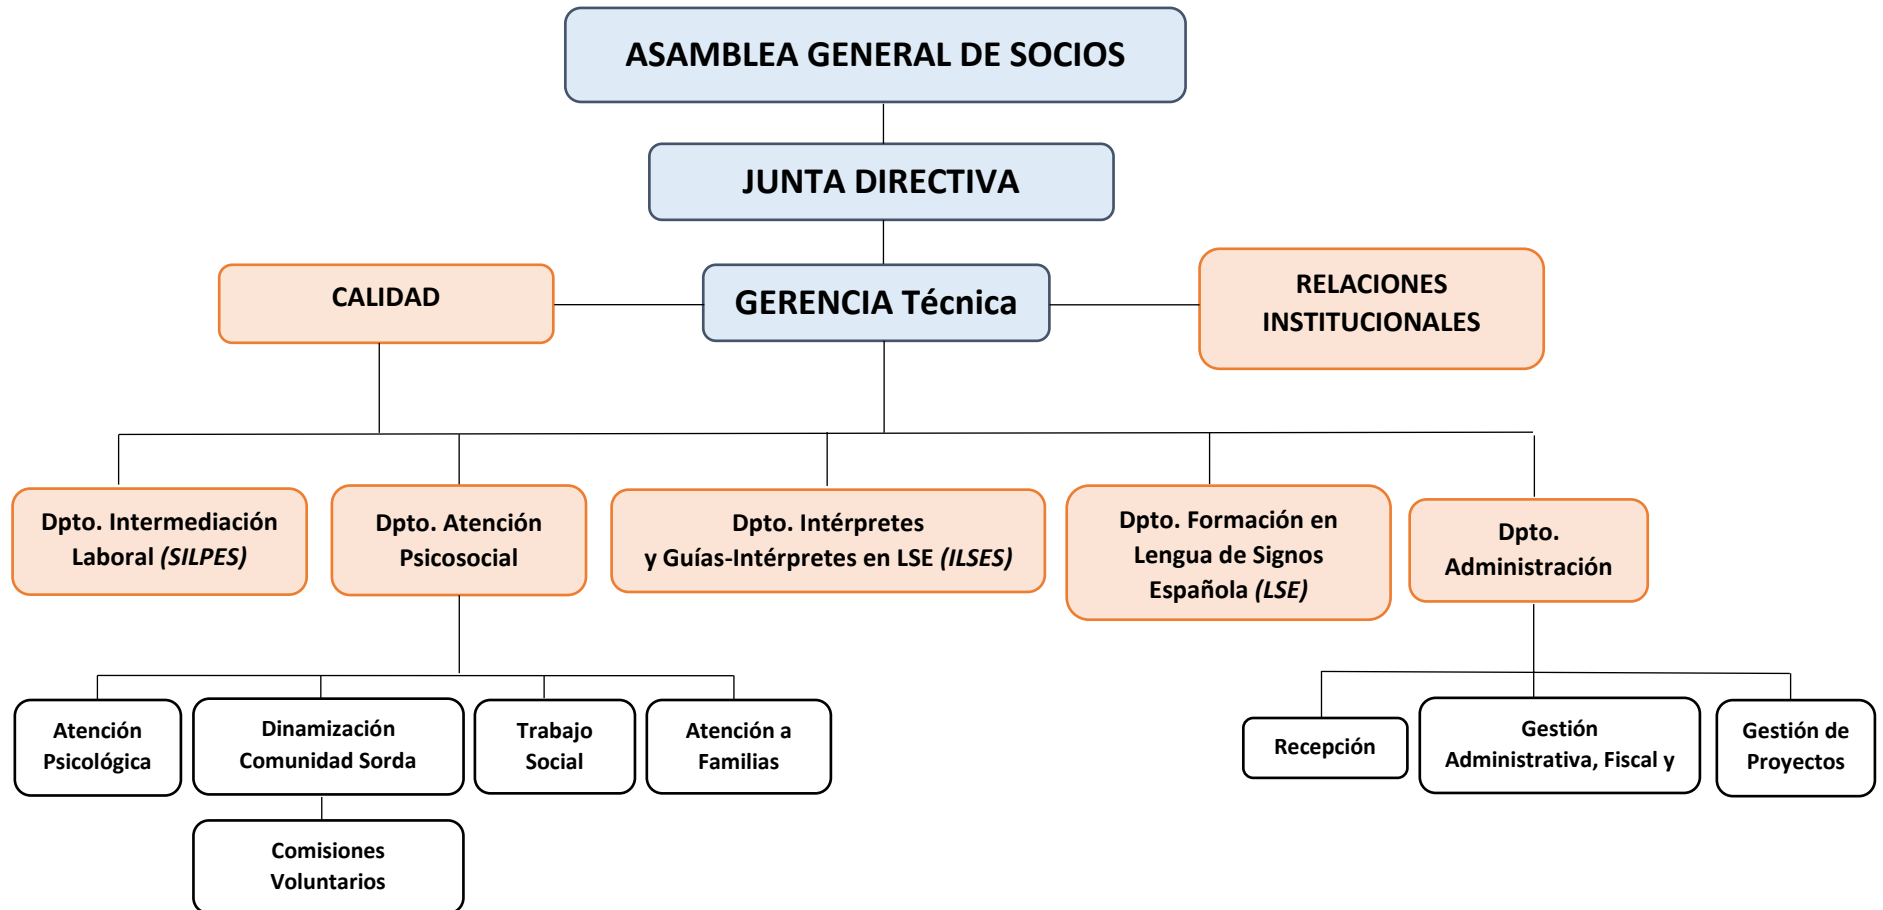 ASAMBLEA GENERAL DE SOCIOS
JUNTA DIRECTIVA
CALIDAD
GERENCIA Técnica
RELACIONES
INSTITUCIONALES
Dpto. Intermediación
Laboral (SILPES)
Dpto. Atención
Psicosocial
Dpto. Intérpretes
y Guías-Intérpretes en LSE (ILSES)
Dpto. Formación en
Lengua de Signos
Española (LSE)
Dpto.
Administración
Atención
Psicológica
Dinamización
Comunidad Sorda
Trabajo
Social
Atención a
Familias
Recepción
Gestión
Administrativa, Fiscal y
Gestión de
Proyectos
Comisiones
Voluntarios